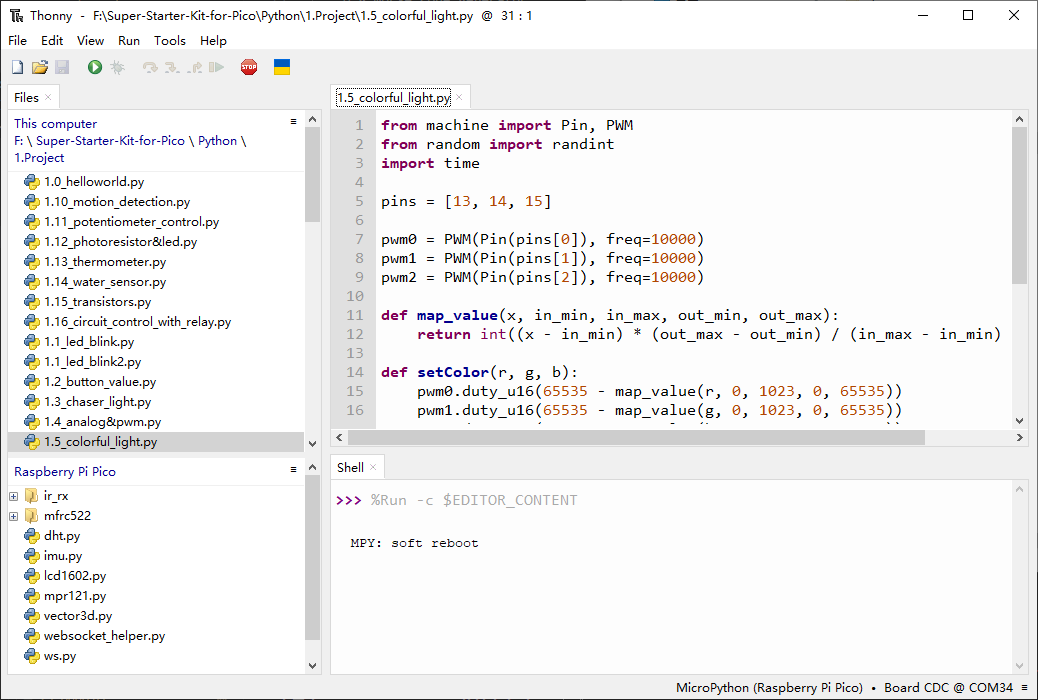 Thonny - F:\Super-Starter-Kit-for-Pico\Python\1.Project\1.5_colorful_light.py @ 31 : 1
File Edit View Run Tools Help
STOP
Files ×
This computer ≡
F: \ Super-Starter-Kit-for-Pico \ Python \
1.Project
1.0_helloworld.py
1.10_motion_detection.py
1.11_potentiometer_control.py
1.12_photoresistor&led.py
1.13_thermometer.py
1.14_water_sensor.py
1.15_transistors.py
1.16_circuit_control_with_relay.py
1.1_led_blink.py
1.1_led_blink2.py
1.2_button_value.py
1.3_chaser_light.py
1.4_analog&pwm.py
1.5_colorful_light.py
Raspberry Pi Pico ≡
ir_rx
mfrc522
dht.py
imu.py
lcd1602.py
mpr121.py
vector3d.py
websocket_helper.py
ws.py
1.5_colorful_light.py ×
1 from machine import Pin, PWM
2 from random import randint
3 import time
4
5 pins = [13, 14, 15]
6
7 pwm0 = PWM(Pin(pins[0]), freq=10000)
8 pwm1 = PWM(Pin(pins[1]), freq=10000)
9 pwm2 = PWM(Pin(pins[2]), freq=10000)
10
11 def map_value(x, in_min, in_max, out_min, out_max):
12     return int((x - in_min) * (out_max - out_min) / (in_max - in_min)
13
14 def setColor(r, g, b):
15     pwm0.duty_u16(65535 - map_value(r, 0, 1023, 0, 65535))
16     pwm1.duty_u16(65535 - map_value(g, 0, 1023, 0, 65535))
Shell ×
>>> %Run -c $EDITOR_CONTENT
MPY: soft reboot
MicroPython (Raspberry Pi Pico) • Board CDC @ COM34 ≡